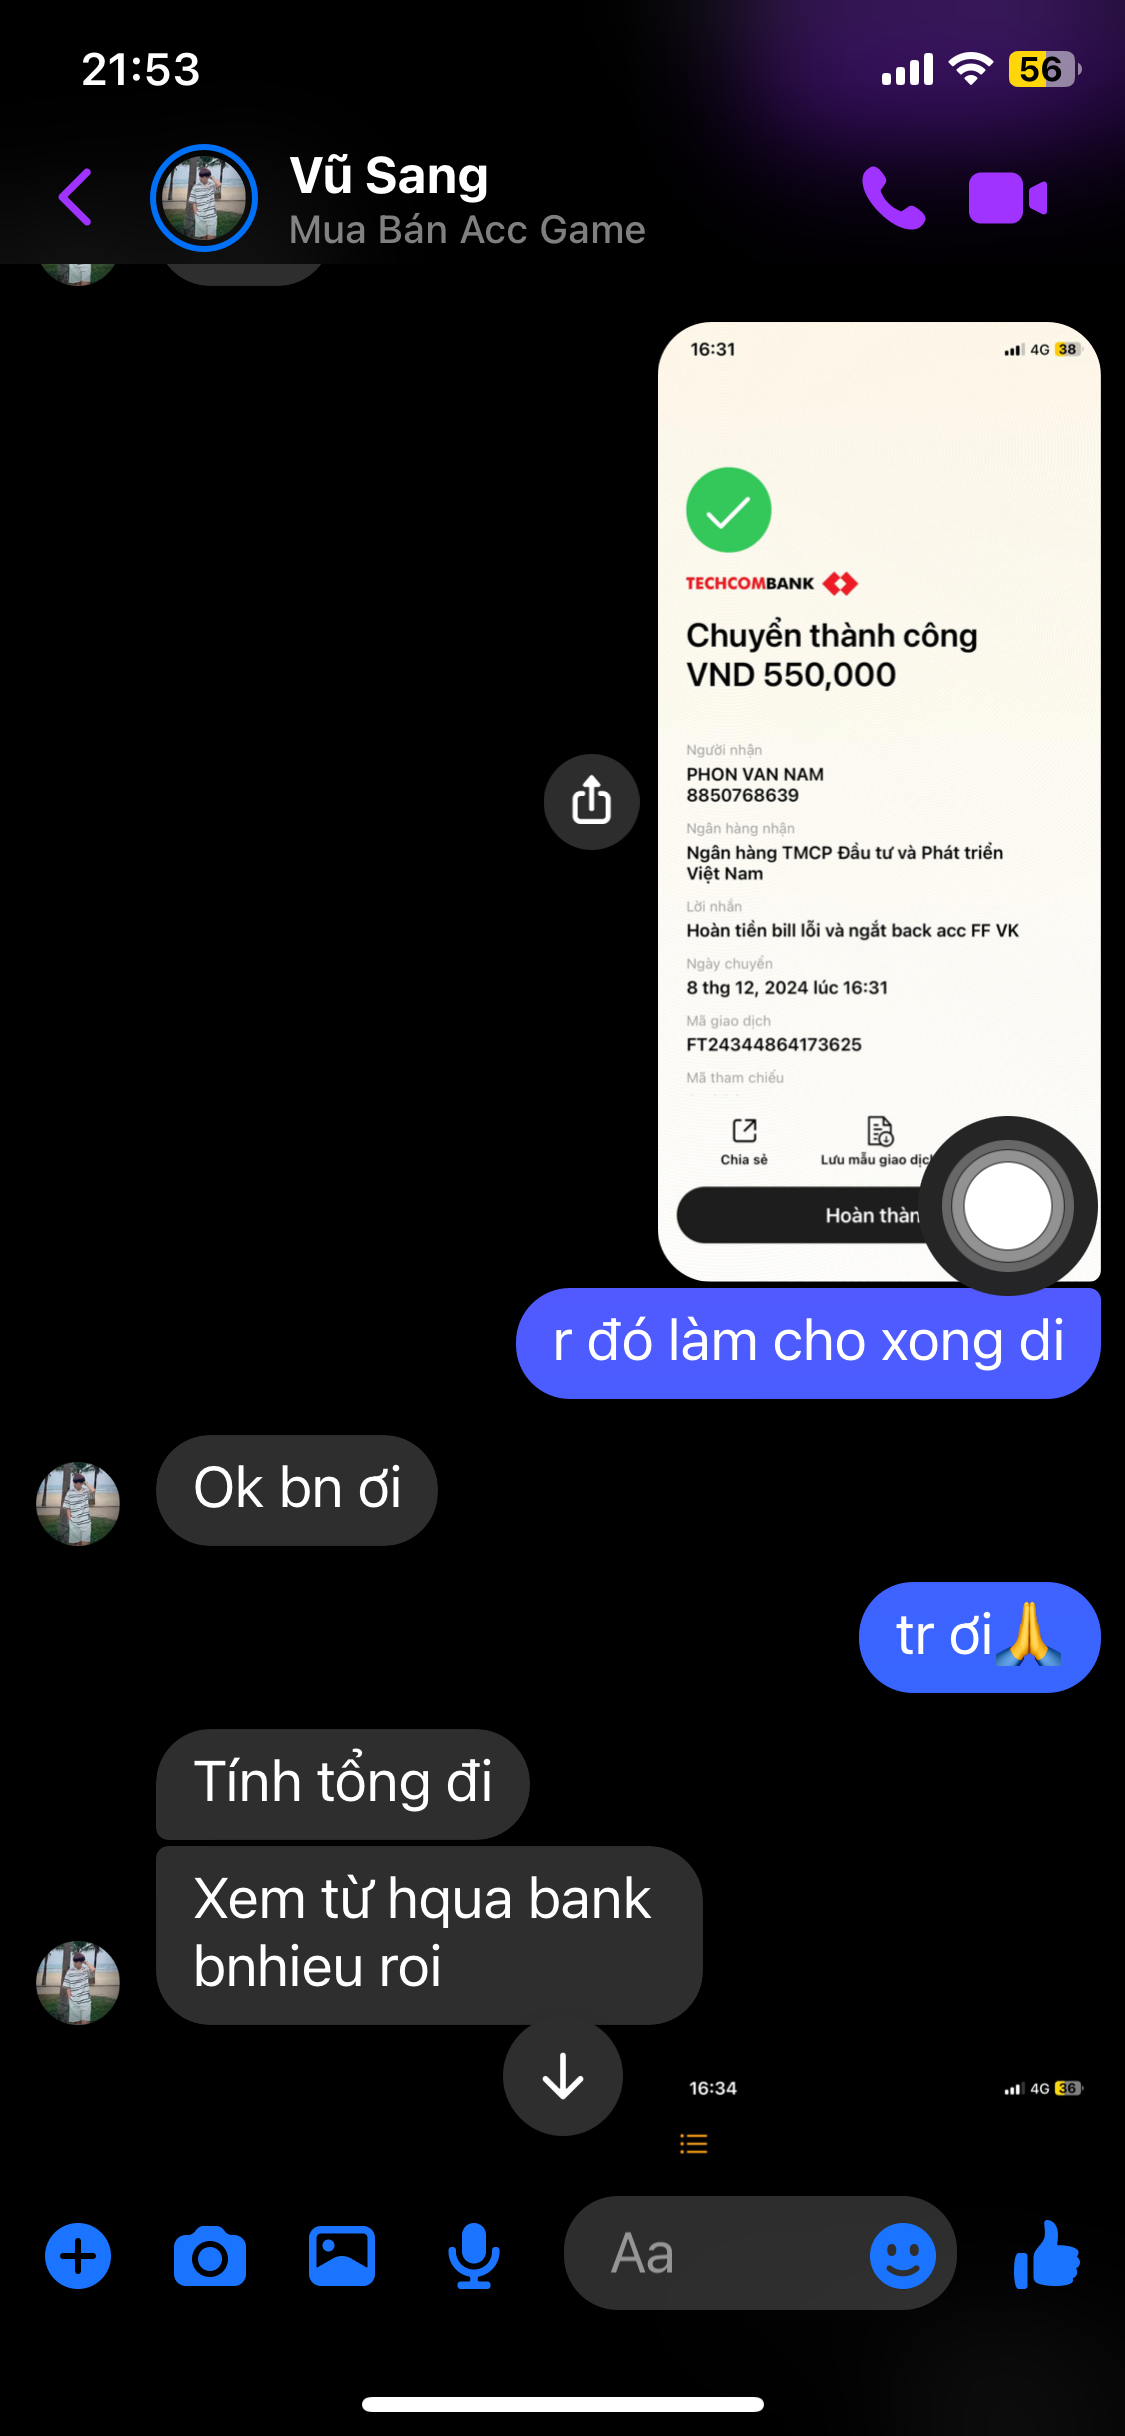 21:53
56
Vũ Sang
Mua Bán Acc Game
16:31
4G 38
TECHCOMBANK
Chuyển thành công
VND 550,000
Người nhận
PHON VAN NAM
8850768639
Ngân hàng nhận
Ngân hàng TMCP Đầu tư và Phát triển
Việt Nam
Lời nhắn
Hoàn tiền bill lỗi và ngắt back acc FF VK
Ngày chuyển
8 thg 12, 2024 lúc 16:31
Mã giao dịch
FT24344864173625
Mã tham chiếu
Chia sẻ
Lưu mẫu giao dịc
Hoàn thàn
r đó làm cho xong di
Ok bn ơi
tr ơi🙏
Tính tổng đi
Xem từ hqua bank
bnhieu roi
16:34
4G 36
Aa